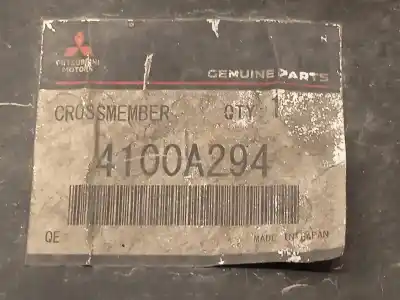 MITSUBISHI
MOTORS
GENUINE PARTS
CROSSMEMBER QTY 1
4100A294
QE
MADE IN JAPAN